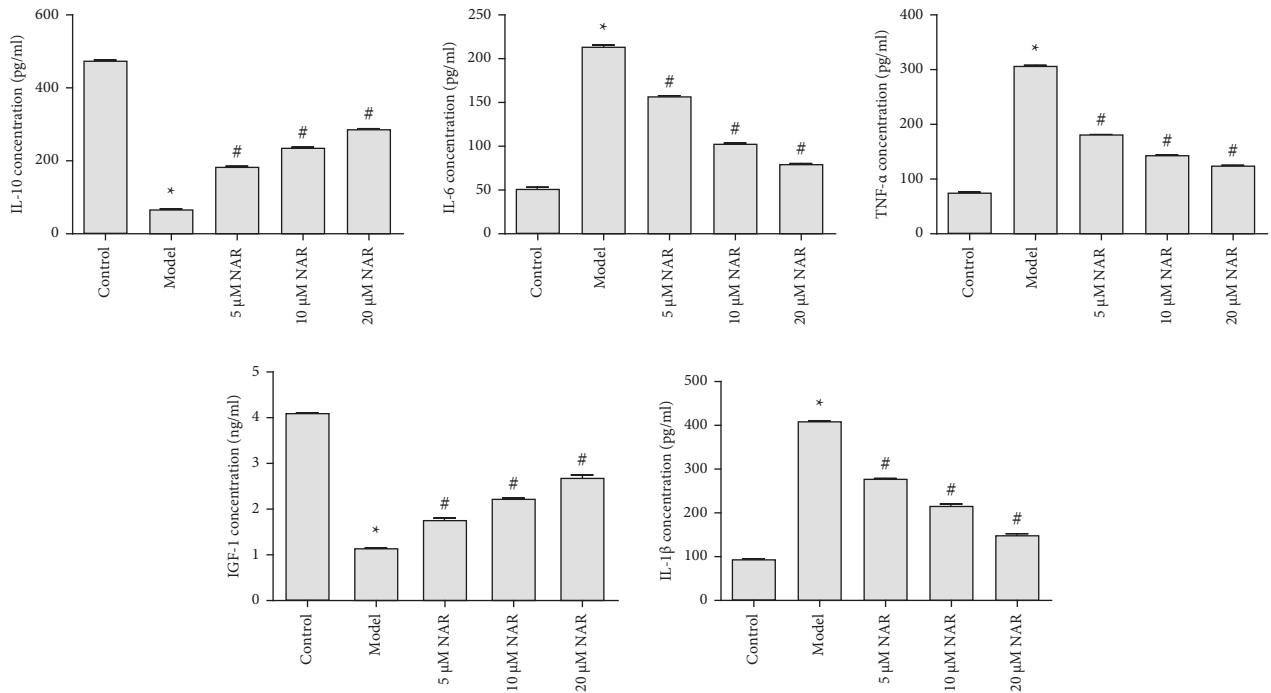 IL-10 concentration (pg/ml)
600
400
200
0
*
#
#
#
Control
Model
5 μM NAR
10 μM NAR
20 μM NAR
IL-6 concentration (pg/ml)
250
200
150
100
50
0
*
#
#
#
Control
Model
5 μM NAR
10 μM NAR
20 μM NAR
TNF-α concentration (pg/ml)
400
300
200
100
0
*
#
#
#
Control
Model
5 μM NAR
10 μM NAR
20 μM NAR
IGF-1 concentration (ng/ml)
5
4
3
2
1
0
*
#
#
#
Control
Model
5 μM NAR
10 μM NAR
20 μM NAR
IL-1β concentration (pg/ml)
500
400
300
200
100
0
*
#
#
#
Control
Model
5 μM NAR
10 μM NAR
20 μM NAR